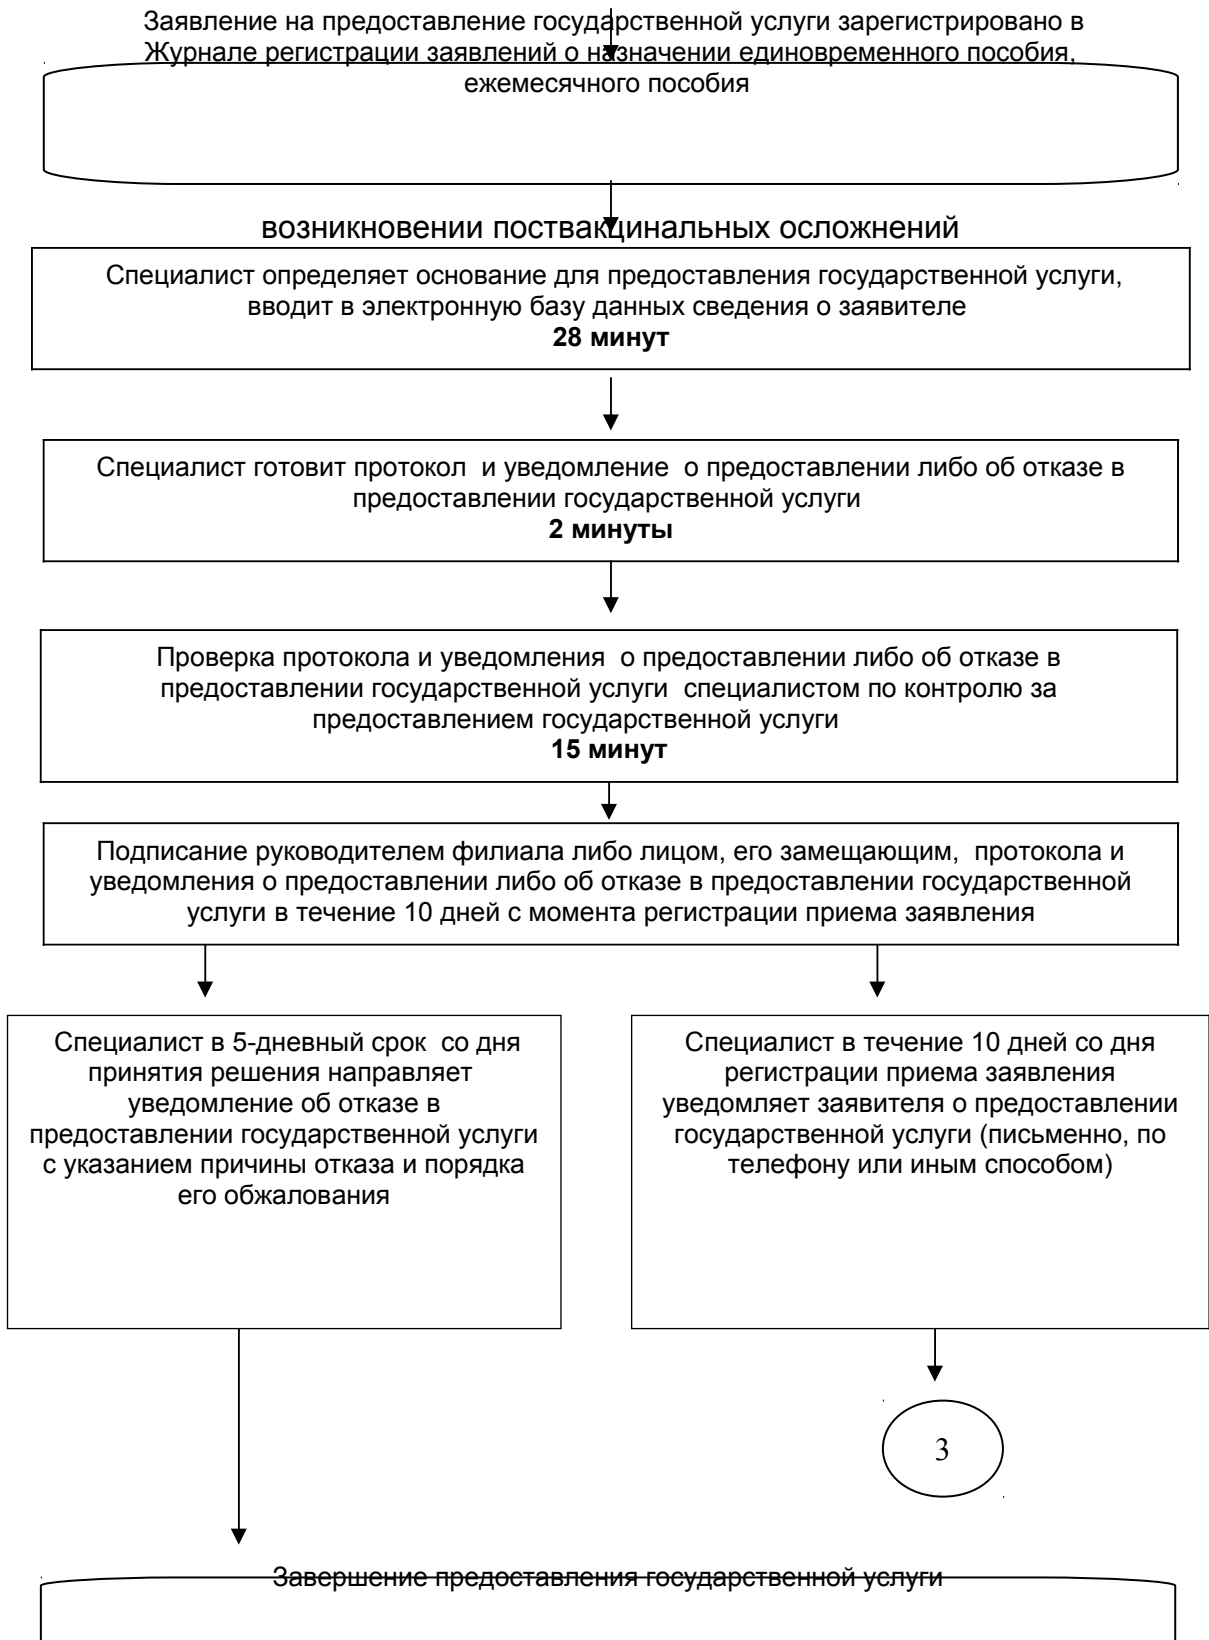 Заявление на предоставление государственной услуги зарегистрировано в
Журнале регистрации заявлений о назначении единовременного пособия,
ежемесячного пособия
возникновении поствакцинальных осложнений
Специалист определяет основание для предоставления государственной услуги,
вводит в электронную базу данных сведения о заявителе
28 минут
Специалист готовит протокол и уведомление о предоставлении либо об отказе в
предоставлении государственной услуги
2 минуты
Проверка протокола и уведомления о предоставлении либо об отказе в
предоставлении государственной услуги специалистом по контролю за
предоставлением государственной услуги
15 минут
Подписание руководителем филиала либо лицом, его замещающим, протокола и
уведомления о предоставлении либо об отказе в предоставлении государственной
услуги в течение 10 дней с момента регистрации приема заявления
Специалист в 5-дневный срок со дня
принятия решения направляет
уведомление об отказе в
предоставлении государственной услуги
с указанием причины отказа и порядка
его обжалования
Специалист в течение 10 дней со дня
регистрации приема заявления
уведомляет заявителя о предоставлении
государственной услуги (письменно, по
телефону или иным способом)
3
Завершение предоставления государственной услуги